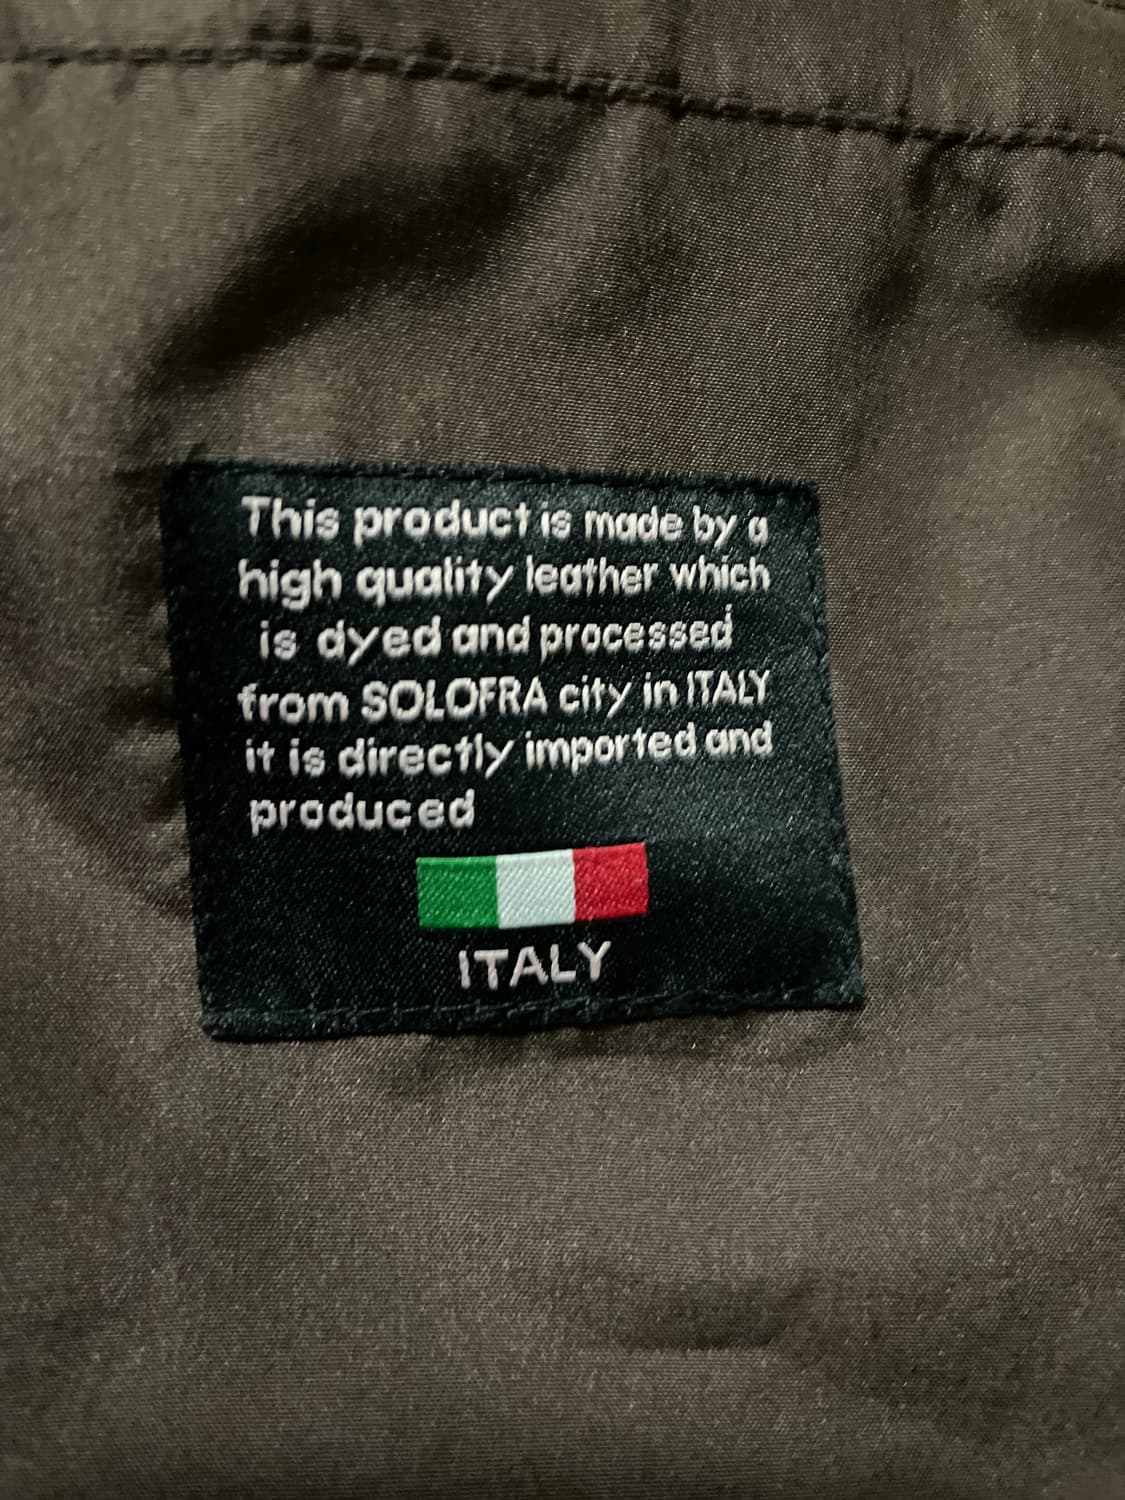 This product is made by a
high quality leather which
is dyed and processed
from SOLOFRA city in ITALY
it is directly imported and
produced
ITALY